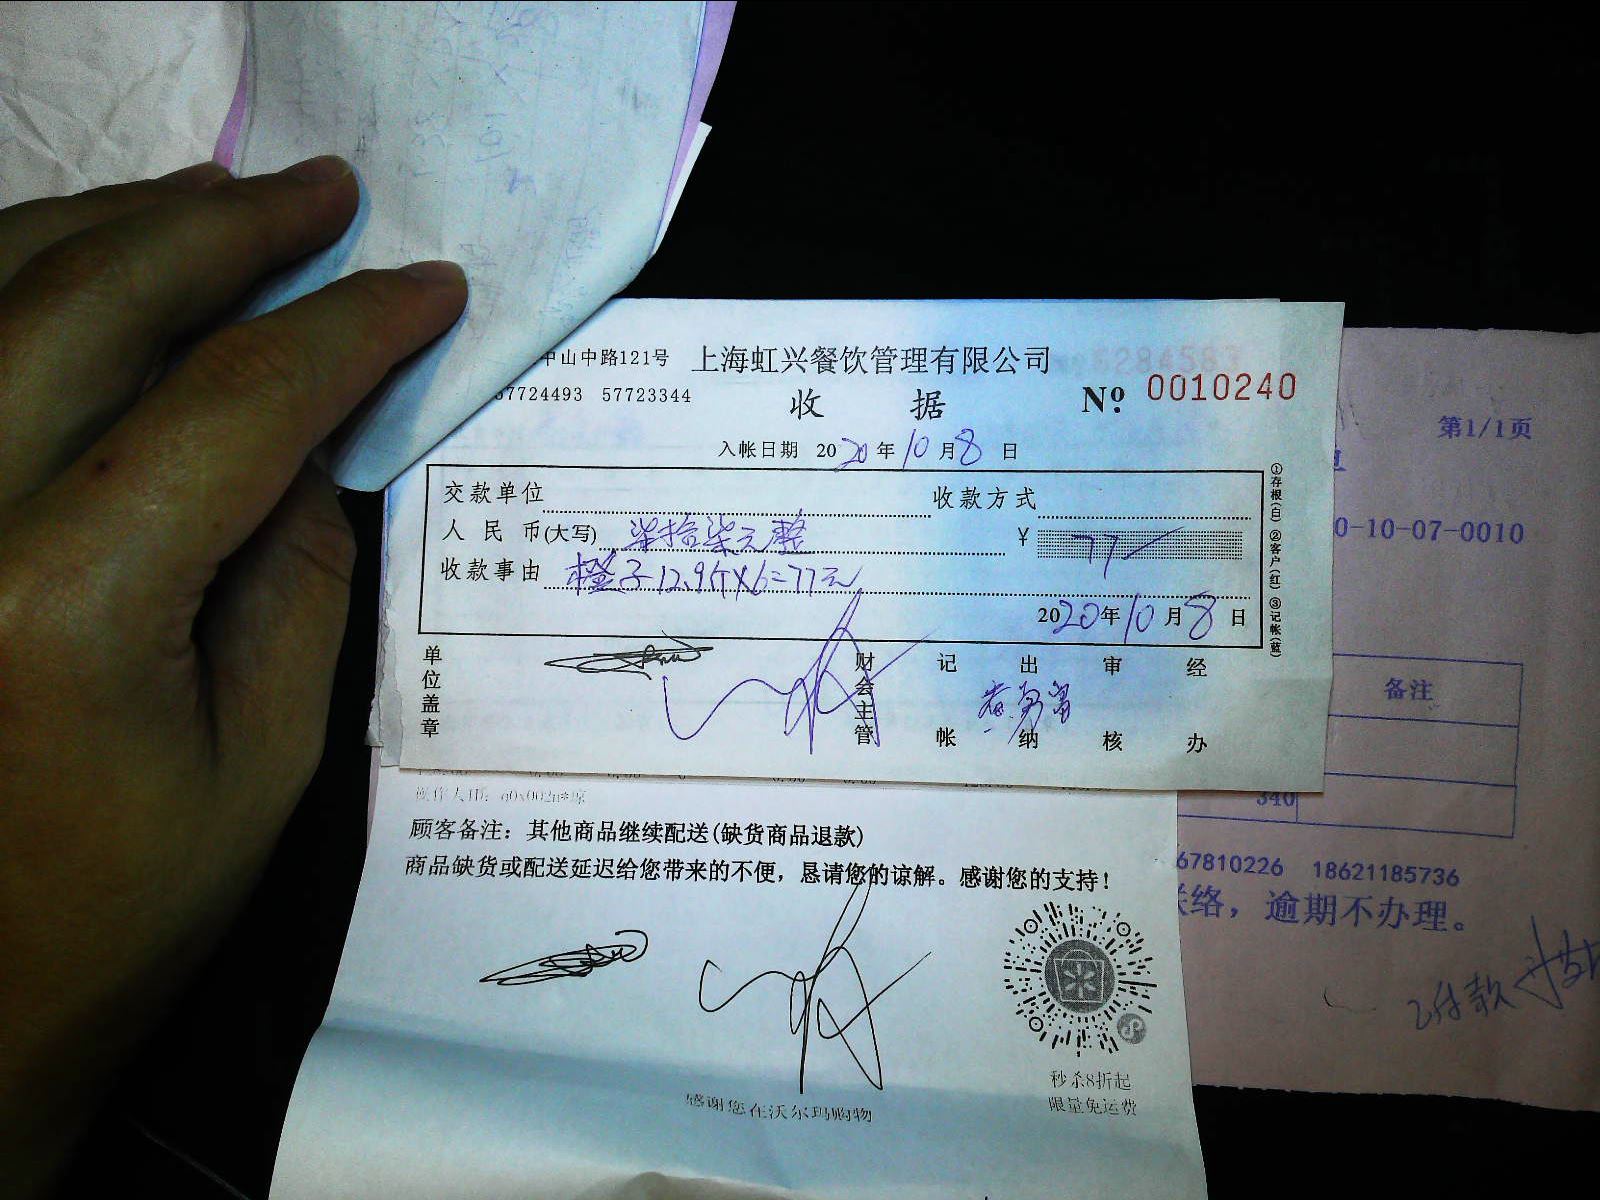 中山中路121号 上海虹兴餐饮管理有限公司
57724493 57723344 收 据 Nº 0010240
入帐日期 2020年10月8日
交款单位 收款方式
人民币(大写) 柒拾柒元整 ¥ 77
收款事由 橙子12.9斤×6=77元
2020年10月8日
①存根(白) ②客户(红) ③记帐(蓝)
单位盖章 财会主管 记帐 出纳 审核 经办
第1/1页
0-10-07-0010
备注
340
67810226 18621185736
络，逾期不办理。
顾客备注：其他商品继续配送(缺货商品退款)
商品缺货或配送延迟给您带来的不便，恳请您的谅解。感谢您的支持！
秒杀8折起
限量免运费
感谢您在沃尔玛购物